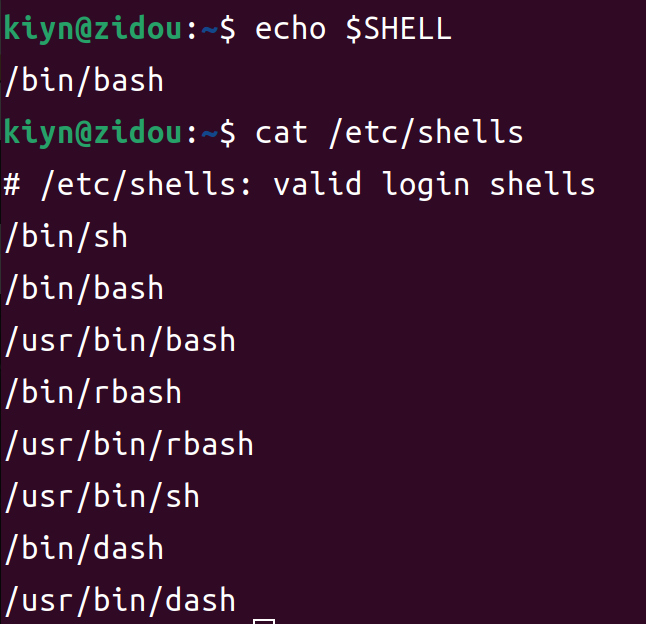 kiyn@zidou:~$ echo $SHELL
/bin/bash
kiyn@zidou:~$ cat /etc/shells
# /etc/shells: valid login shells
/bin/sh
/bin/bash
/usr/bin/bash
/bin/rbash
/usr/bin/rbash
/usr/bin/sh
/bin/dash
/usr/bin/dash